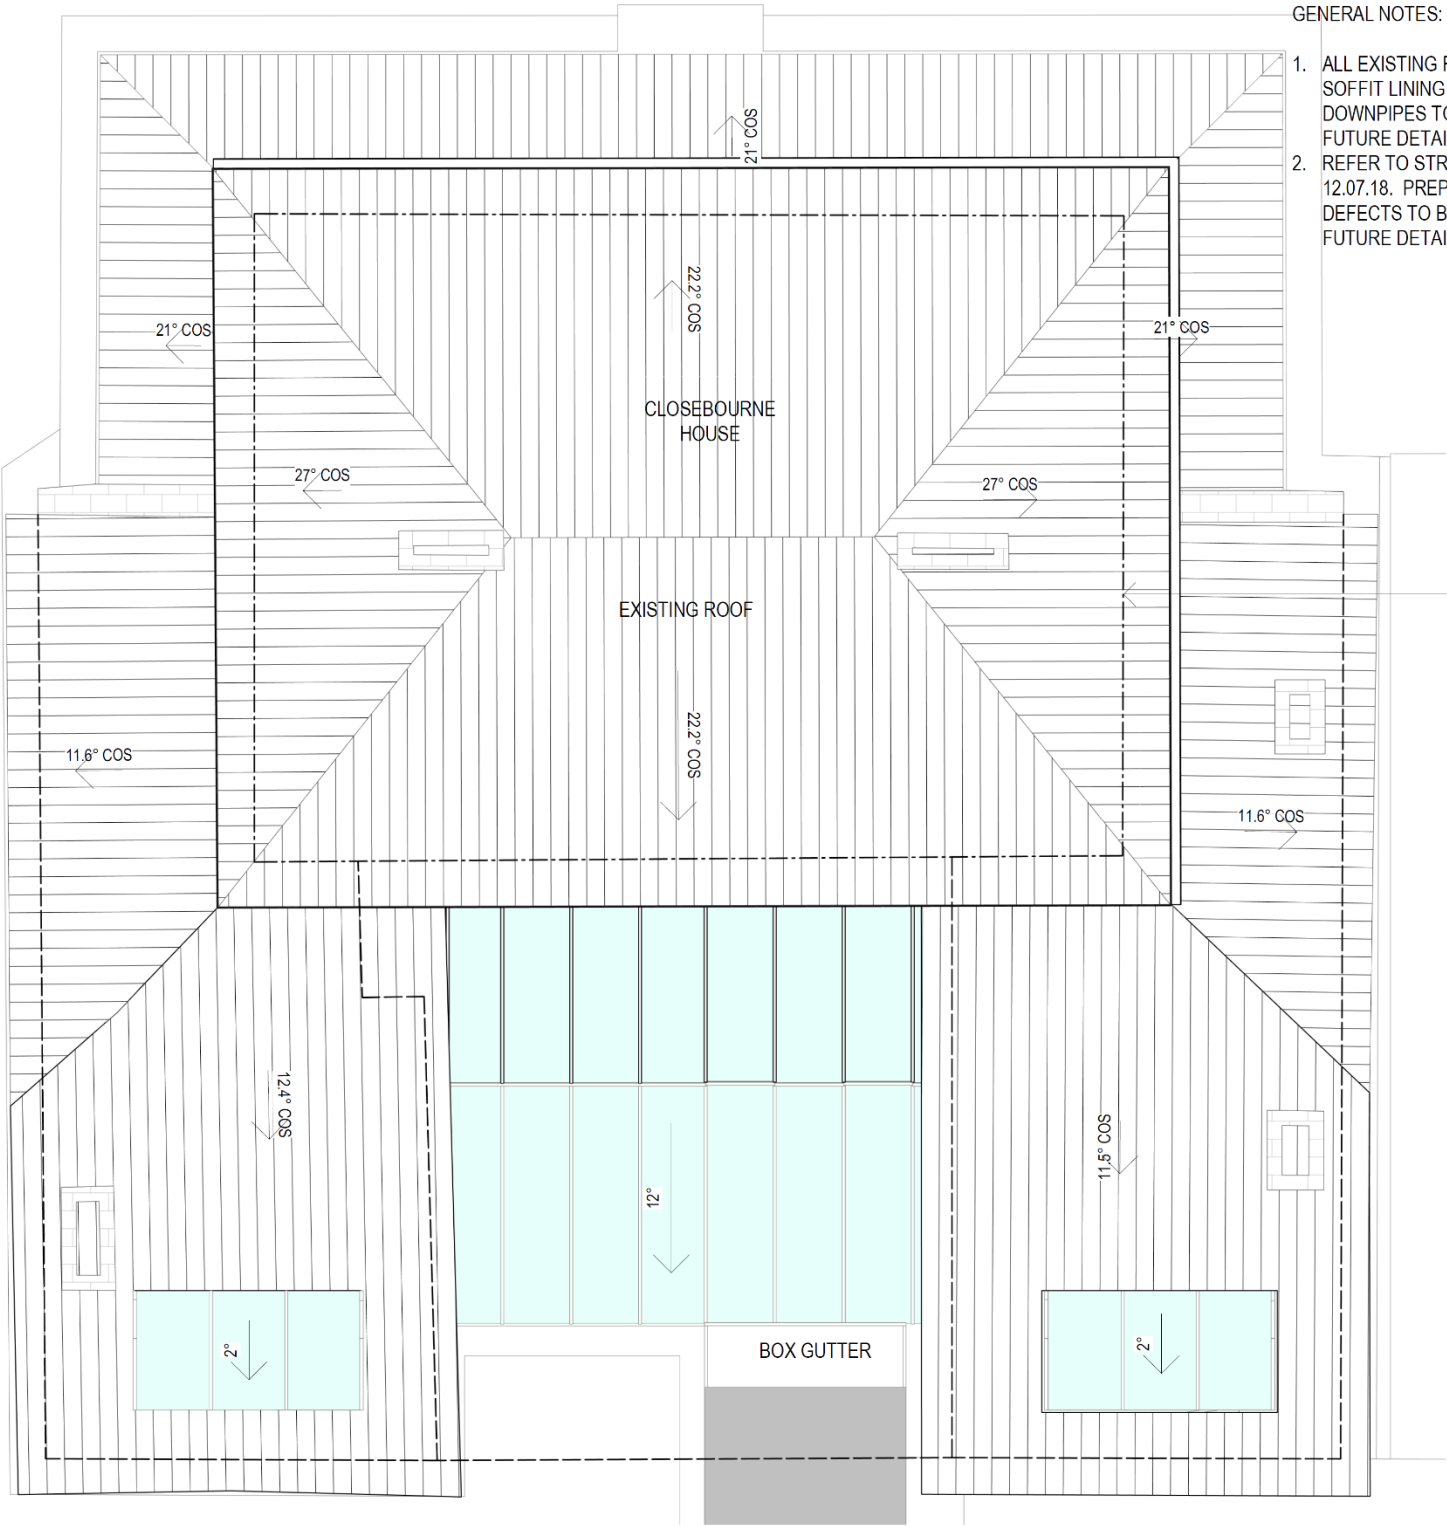 GENERAL NOTES:
1. ALL EXISTING
SOFFIT LINING
DOWNPIPES TO
FUTURE DETAI
2. REFER TO STR
12.07.18. PREP
DEFECTS TO B
FUTURE DETAI
21° COS
22.2° COS
21° COS
21° COS
CLOSEBOURNE
HOUSE
27° COS
27° COS
EXISTING ROOF
22.2° COS
11.6° COS
11.6° COS
12.4° COS
11.5° COS
12°
2°
BOX GUTTER
2°